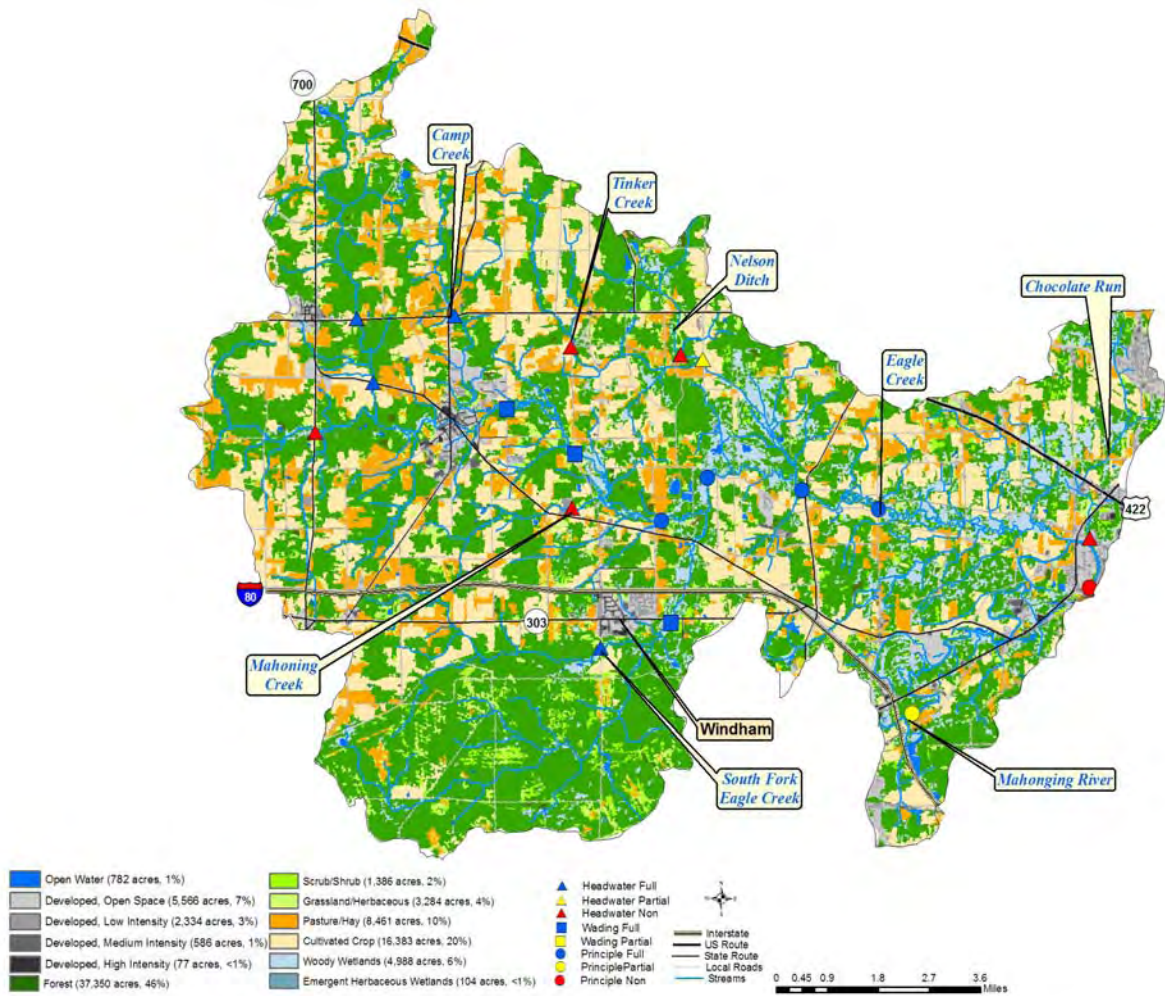 700
Camp
Creek
Tinker
Creek
Nelson
Ditch
Chocolate Run
Eagle
Creek
422
80
303
Mahoning
Creek
Windham
South Fork
Eagle Creek
Mahonging River
Open Water (782 acres, 1%)
Developed, Open Space (5,566 acres, 7%)
Developed, Low Intensity (2,334 acres, 3%)
Developed, Medium Intensity (586 acres, 1%)
Developed, High Intensity (77 acres, <1%)
Forest (37,350 acres, 46%)
Scrub/Shrub (1,386 acres, 2%)
Grassland/Herbaceous (3,284 acres, 4%)
Pasture/Hay (8,461 acres, 10%)
Cultivated Crop (16,383 acres, 20%)
Woody Wetlands (4,988 acres, 6%)
Emergent Herbaceous Wetlands (104 acres, <1%)
Headwater Full
Headwater Partial
Headwater Non
Wading Full
Wading Partial
Principle Full
PrinciplePartial
Principle Non
Interstate
US Route
State Route
Local Roads
Streams
0 0.45 0.9 1.8 2.7 3.6
Miles